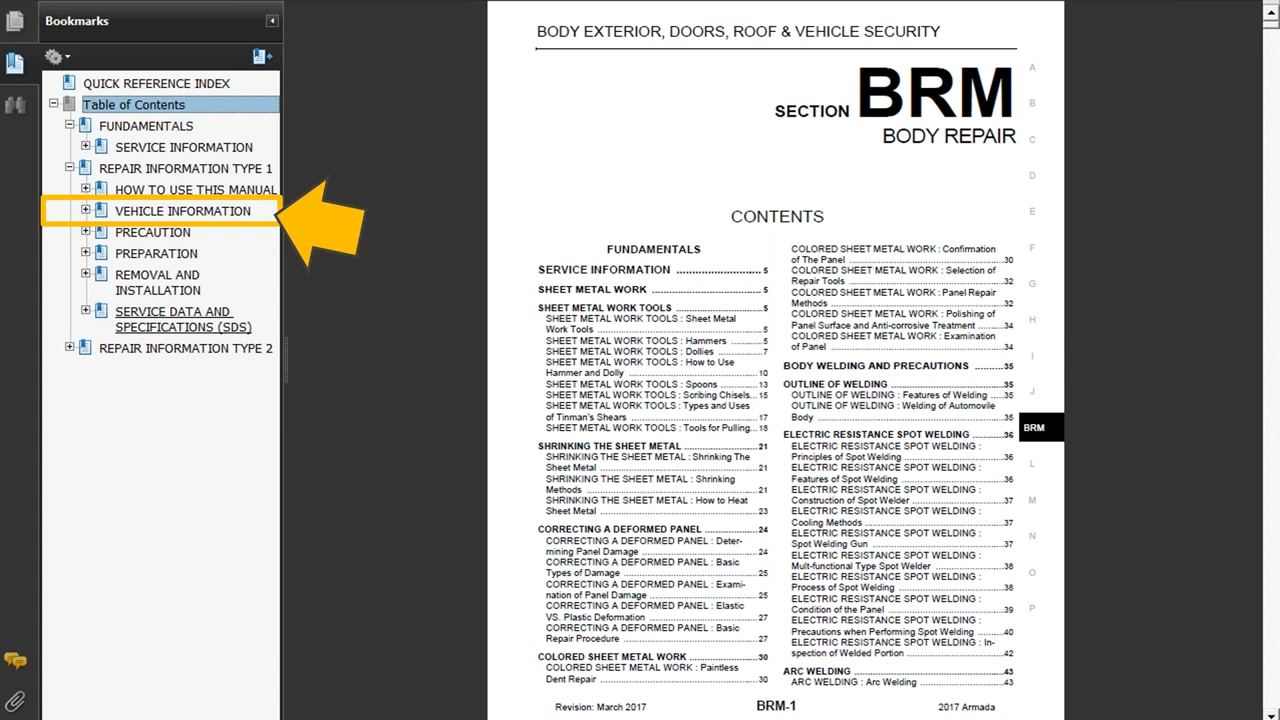 Bookmarks
QUICK REFERENCE INDEX
Table of Contents
FUNDAMENTALS
SERVICE INFORMATION
REPAIR INFORMATION TYPE 1
HOW TO USE THIS MANUAL
VEHICLE INFORMATION
PRECAUTION
PREPARATION
REMOVAL AND
INSTALLATION
SERVICE DATA AND
SPECIFICATIONS (SDS)
REPAIR INFORMATION TYPE 2
BODY EXTERIOR, DOORS, ROOF & VEHICLE SECURITY
SECTION BRM
BODY REPAIR
A
B
C
D
E
F
G
H
I
J
BRM
L
M
N
O
P
CONTENTS
FUNDAMENTALS
SERVICE INFORMATION ............................ 5
SHEET METAL WORK ................................... 5
SHEET METAL WORK TOOLS ............................. 5
SHEET METAL WORK TOOLS : Sheet Metal
Work Tools ..................................................... 5
SHEET METAL WORK TOOLS : Hammers ....... 5
SHEET METAL WORK TOOLS : Dollies ............ 7
SHEET METAL WORK TOOLS : How to Use
Hammer and Dolly ......................................... 10
SHEET METAL WORK TOOLS : Spoons ............ 13
SHEET METAL WORK TOOLS : Scribing Chisels... 15
SHEET METAL WORK TOOLS : Types and Uses
of Tinman's Shears ......................................... 17
SHEET METAL WORK TOOLS : Tools for Pulling... 18
SHRINKING THE SHEET METAL ........................ 21
SHRINKING THE SHEET METAL : Shrinking The
Sheet Metal ................................................... 21
SHRINKING THE SHEET METAL : Shrinking
Methods ........................................................ 21
SHRINKING THE SHEET METAL : How to Heat
Sheet Metal ................................................... 23
CORRECTING A DEFORMED PANEL .................. 24
CORRECTING A DEFORMED PANEL : Deter-
mining Panel Damage ..................................... 24
CORRECTING A DEFORMED PANEL : Basic
Types of Damage ........................................... 25
CORRECTING A DEFORMED PANEL : Exami-
nation of Panel Damage .................................. 25
CORRECTING A DEFORMED PANEL : Elastic
VS. Plastic Deformation ................................... 27
CORRECTING A DEFORMED PANEL : Basic
Repair Procedure ........................................... 27
COLORED SHEET METAL WORK ...................... 30
COLORED SHEET METAL WORK : Paintless
Dent Repair ................................................... 30
COLORED SHEET METAL WORK : Confirmation
of The Panel .................................................. 30
COLORED SHEET METAL WORK : Selection of
Repair Tools .................................................. 32
COLORED SHEET METAL WORK : Panel Repair
Methods ........................................................ 32
COLORED SHEET METAL WORK : Polishing of
Panel Surface and Anti-corrosive Treatment ....... 34
COLORED SHEET METAL WORK : Examination
of Panel ........................................................ 34
BODY WELDING AND PRECAUTIONS ........ 35
OUTLINE OF WELDING .................................. 35
OUTLINE OF WELDING : Features of Welding ..... 35
OUTLINE OF WELDING : Welding of Automovile
Body ............................................................. 35
ELECTRIC RESISTANCE SPOT WELDING .......... 36
ELECTRIC RESISTANCE SPOT WELDING :
Principles of Spot Welding ............................... 36
ELECTRIC RESISTANCE SPOT WELDING :
Features of Spot Welding ................................ 36
ELECTRIC RESISTANCE SPOT WELDING :
Construction of Spot Welder ............................ 37
ELECTRIC RESISTANCE SPOT WELDING :
Cooling Methods ............................................ 37
ELECTRIC RESISTANCE SPOT WELDING :
Spot Welding Gun .......................................... 37
ELECTRIC RESISTANCE SPOT WELDING :
Mult-functional Type Spot Welder ..................... 38
ELECTRIC RESISTANCE SPOT WELDING :
Process of Spot Welding ................................. 38
ELECTRIC RESISTANCE SPOT WELDING :
Condition of the Panel .................................... 39
ELECTRIC RESISTANCE SPOT WELDING :
Precautions when Performing Spot Welding ....... 40
ELECTRIC RESISTANCE SPOT WELDING : In-
spection of Welded Portion .............................. 42
ARC WELDING .............................................. 43
ARC WELDING : Arc Welding ........................... 43
Revision: March 2017
BRM-1
2017 Armada